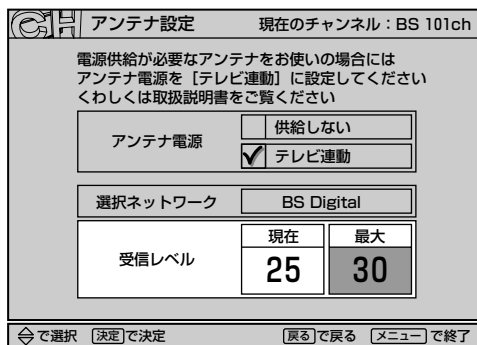 CH アンテナ設定 現在のチャンネル：BS 101ch
電源供給が必要なアンテナをお使いの場合には
アンテナ電源を［テレビ連動］に設定してください
くわしくは取扱説明書をご覧ください
アンテナ電源
供給しない
テレビ連動
選択ネットワーク BS Digital
受信レベル
現在 最大
25 30
で選択 決定で決定 戻るで戻る メニューで終了